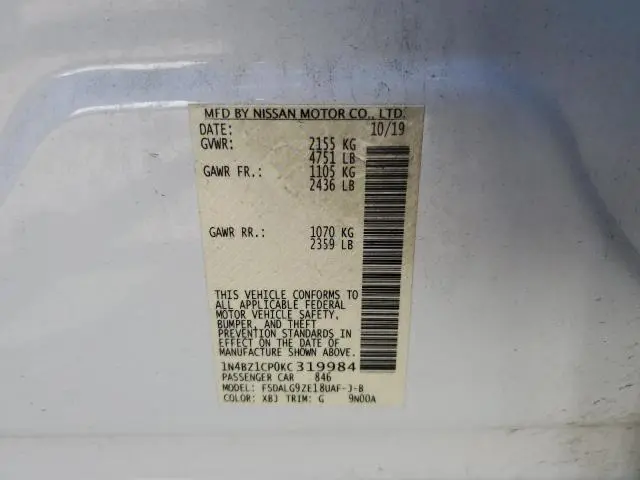 MFD BY NISSAN MOTOR CO., LTD.
DATE: 10/19
GVWR: 2155 KG
4751 LB
GAWR FR.: 1105 KG
2436 LB
GAWR RR.: 1070 KG
2359 LB
THIS VEHICLE CONFORMS TO
ALL APPLICABLE FEDERAL
MOTOR VEHICLE SAFETY,
BUMPER, AND THEFT
PREVENTION STANDARDS IN
EFFECT ON THE DATE OF
MANUFACTURE SHOWN ABOVE.
1N4BZ1CP0KC319984
PASSENGER CAR 846
MODEL: FSDALG9ZE18UAF-J-B
COLOR: XBJ TRIM: G 9N00A